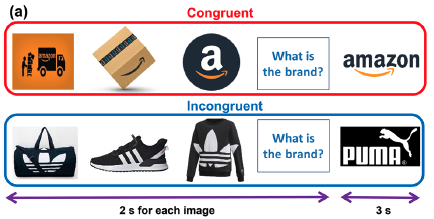 (a)
Congruent
a
What is
the brand?
amazon
Incongruent
What is
the brand?
PUMA
2 s for each image
3 s